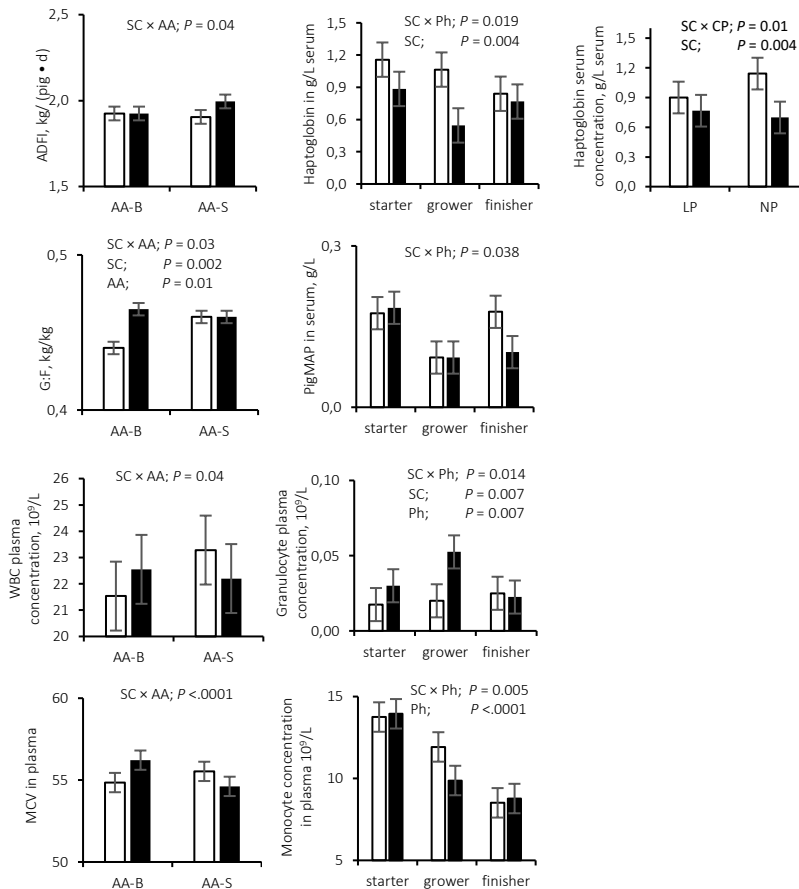 SC × AA; P = 0.04
ADFI, kg/ (pig • d)
2,5
2,0
1,5
AA-B AA-S
SC × Ph; P = 0.019
SC; P = 0.004
Haptoglobin in g/L serum
1,5
1,2
0,9
0,6
0,3
0,0
starter grower finisher
SC × CP; P = 0.01
SC; P = 0.004
Haptoglobin serum
concentration, g/L serum
1,5
1,2
0,9
0,6
0,3
0,0
LP NP
SC × AA; P = 0.03
SC; P = 0.002
AA; P = 0.01
G:F, kg/kg
0,5
0,4
AA-B AA-S
SC × Ph; P = 0.038
PigMAP in serum, g/L
0,3
0,0
starter grower finisher
SC × AA; P = 0.04
WBC plasma
concentration, 10⁹/L
26
25
24
23
22
21
20
AA-B AA-S
SC × Ph; P = 0.014
SC; P = 0.007
Ph; P = 0.007
Granulocyte plasma
concentration, 10⁹/L
0,10
0,05
0,00
starter grower finisher
SC × AA; P <.0001
MCV in plasma
60
55
50
AA-B AA-S
SC × Ph; P = 0.005
Ph; P <.0001
Monocyte concentration
in plasma 10⁹/L
15
10
5
starter grower finisher